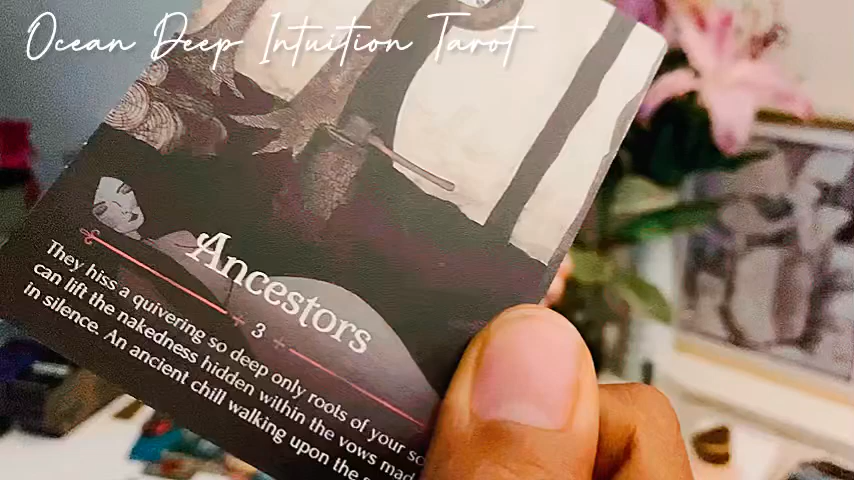 Ocean Deep Intuition Tarot
Ancestors
3
They hiss a quivering so deep only roots of your
can lift the nakedness hidden within the vows
in silence. An ancient chill walking upon the